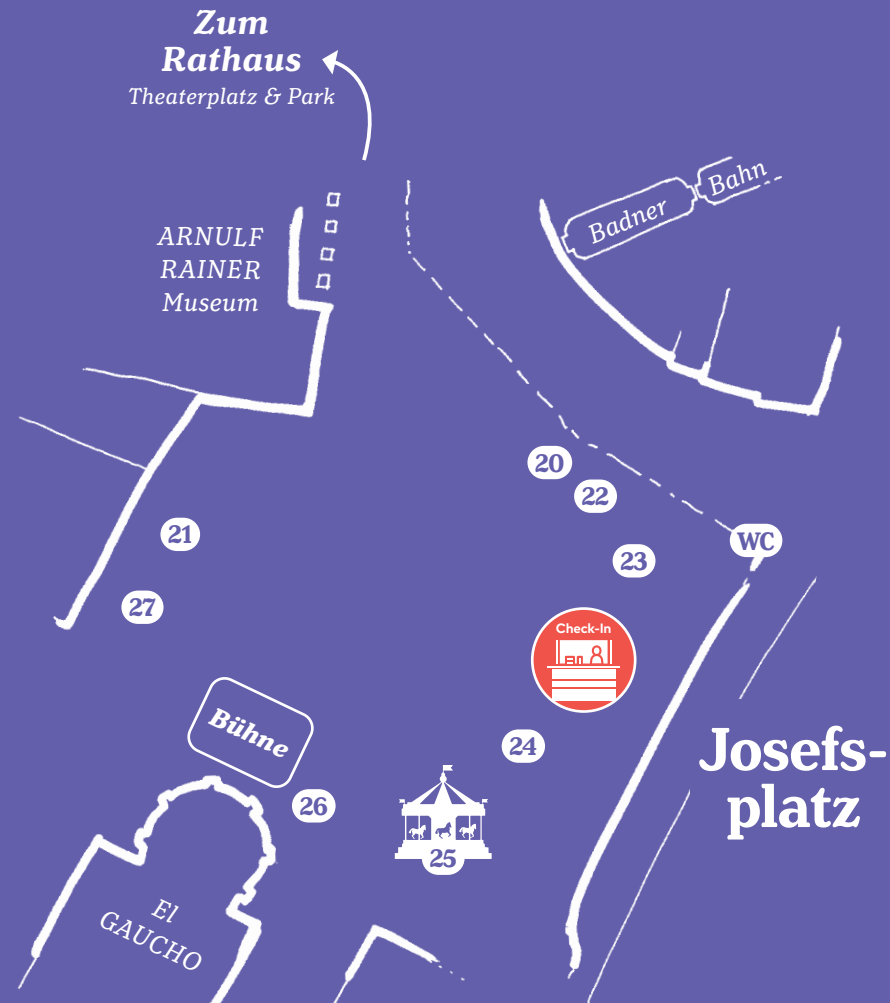 Zum
Rathaus
Theaterplatz & Park
Badner Bahn
ARNULF
RAINER
Museum
20
22
21
WC
23
27
Check-In
Bühne
24
Josefs-
platz
26
25
El
GAUCHO